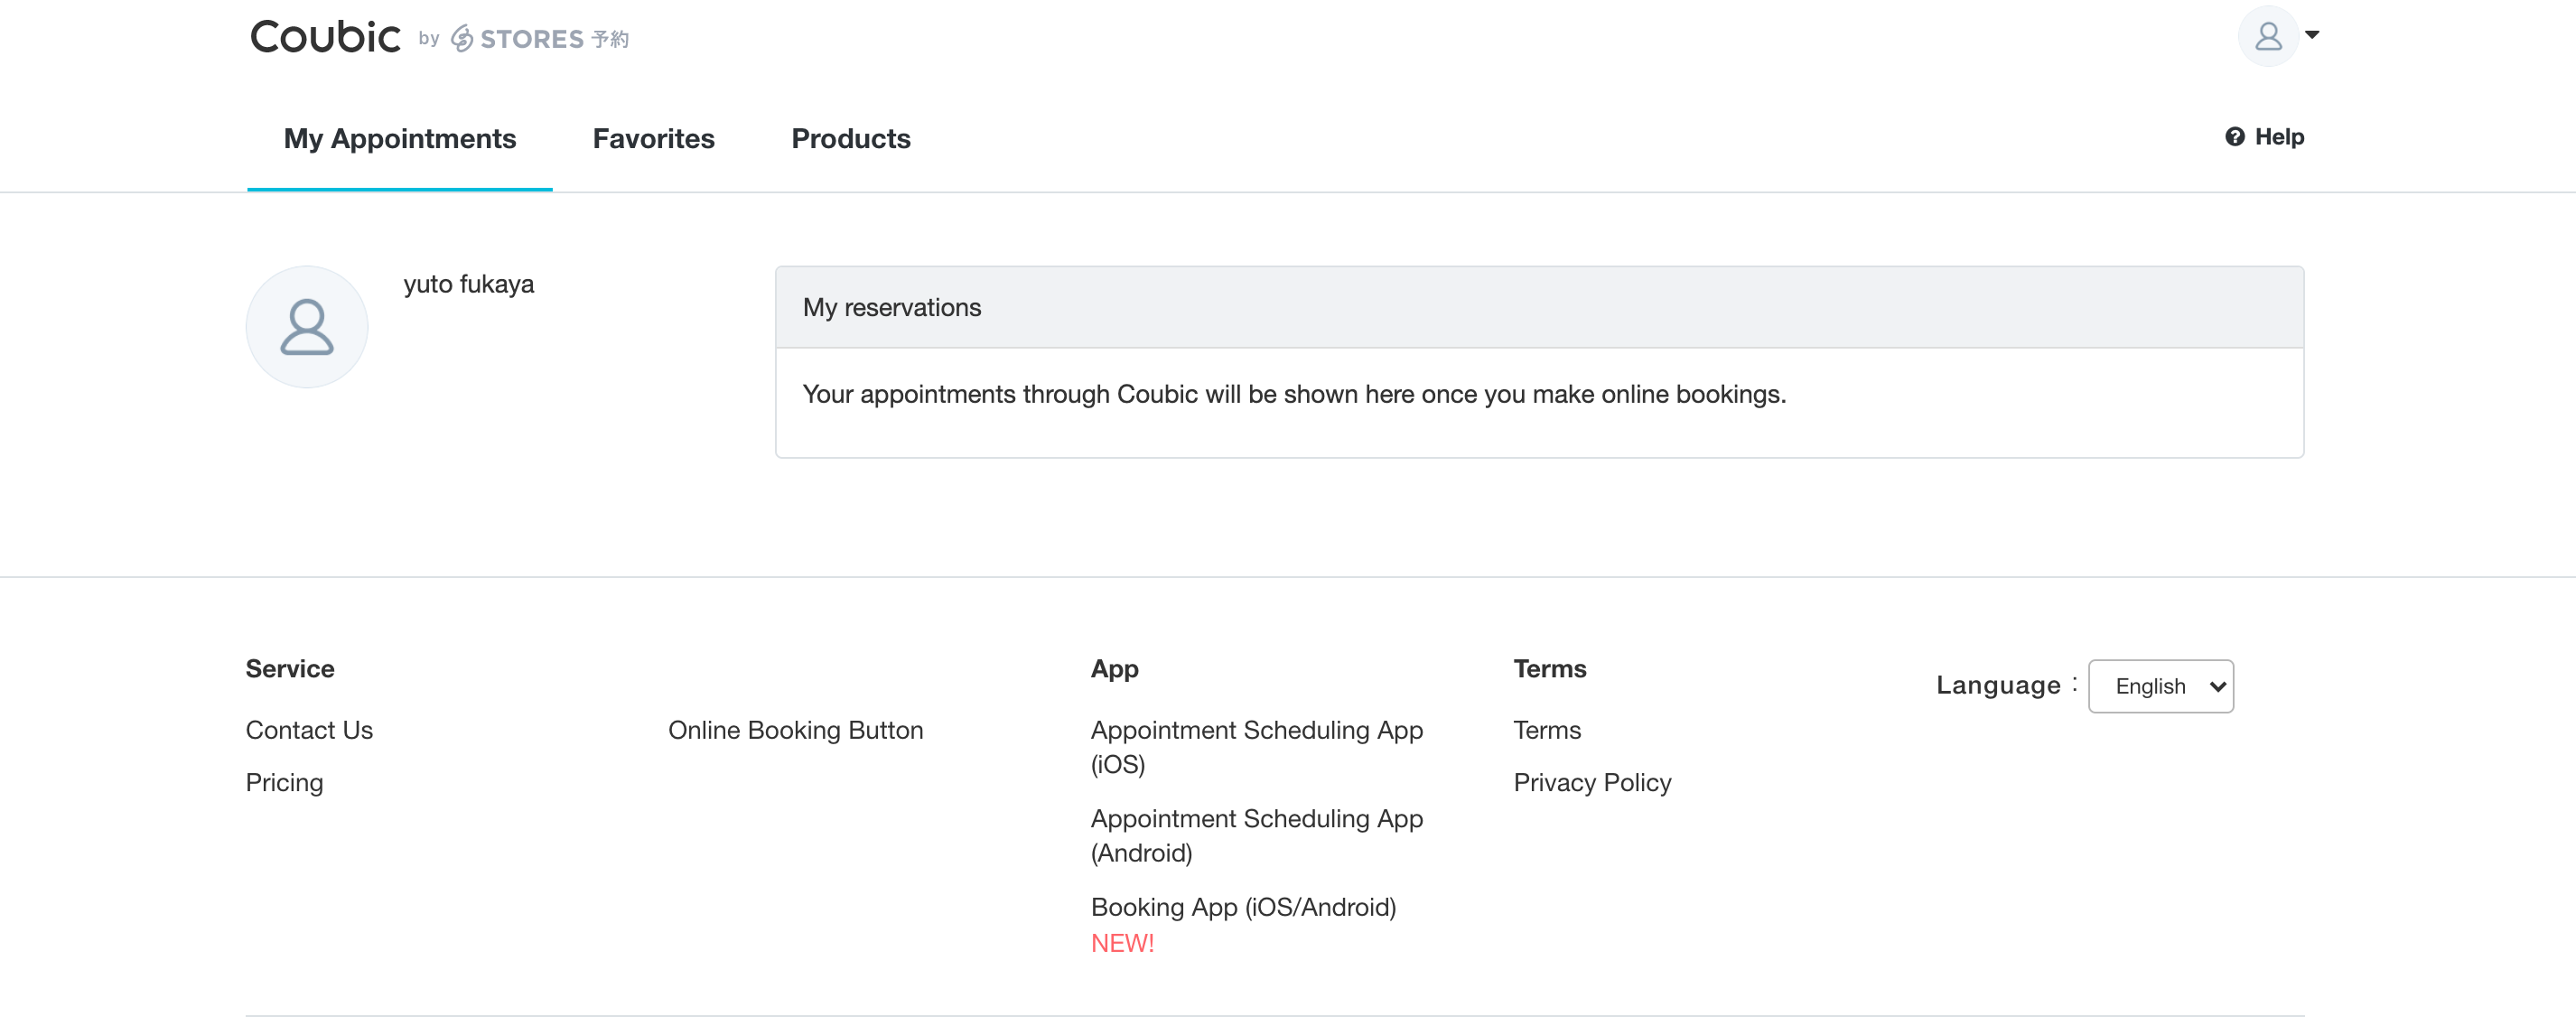 Coubic by STORES 予約
My Appointments
Favorites
Products
Help
yuto fukaya
My reservations
Your appointments through Coubic will be shown here once you make online bookings.
Service
Contact Us
Pricing
Online Booking Button
App
Appointment Scheduling App
(iOS)
Appointment Scheduling App
(Android)
Booking App (iOS/Android)
NEW!
Terms
Terms
Privacy Policy
Language : English